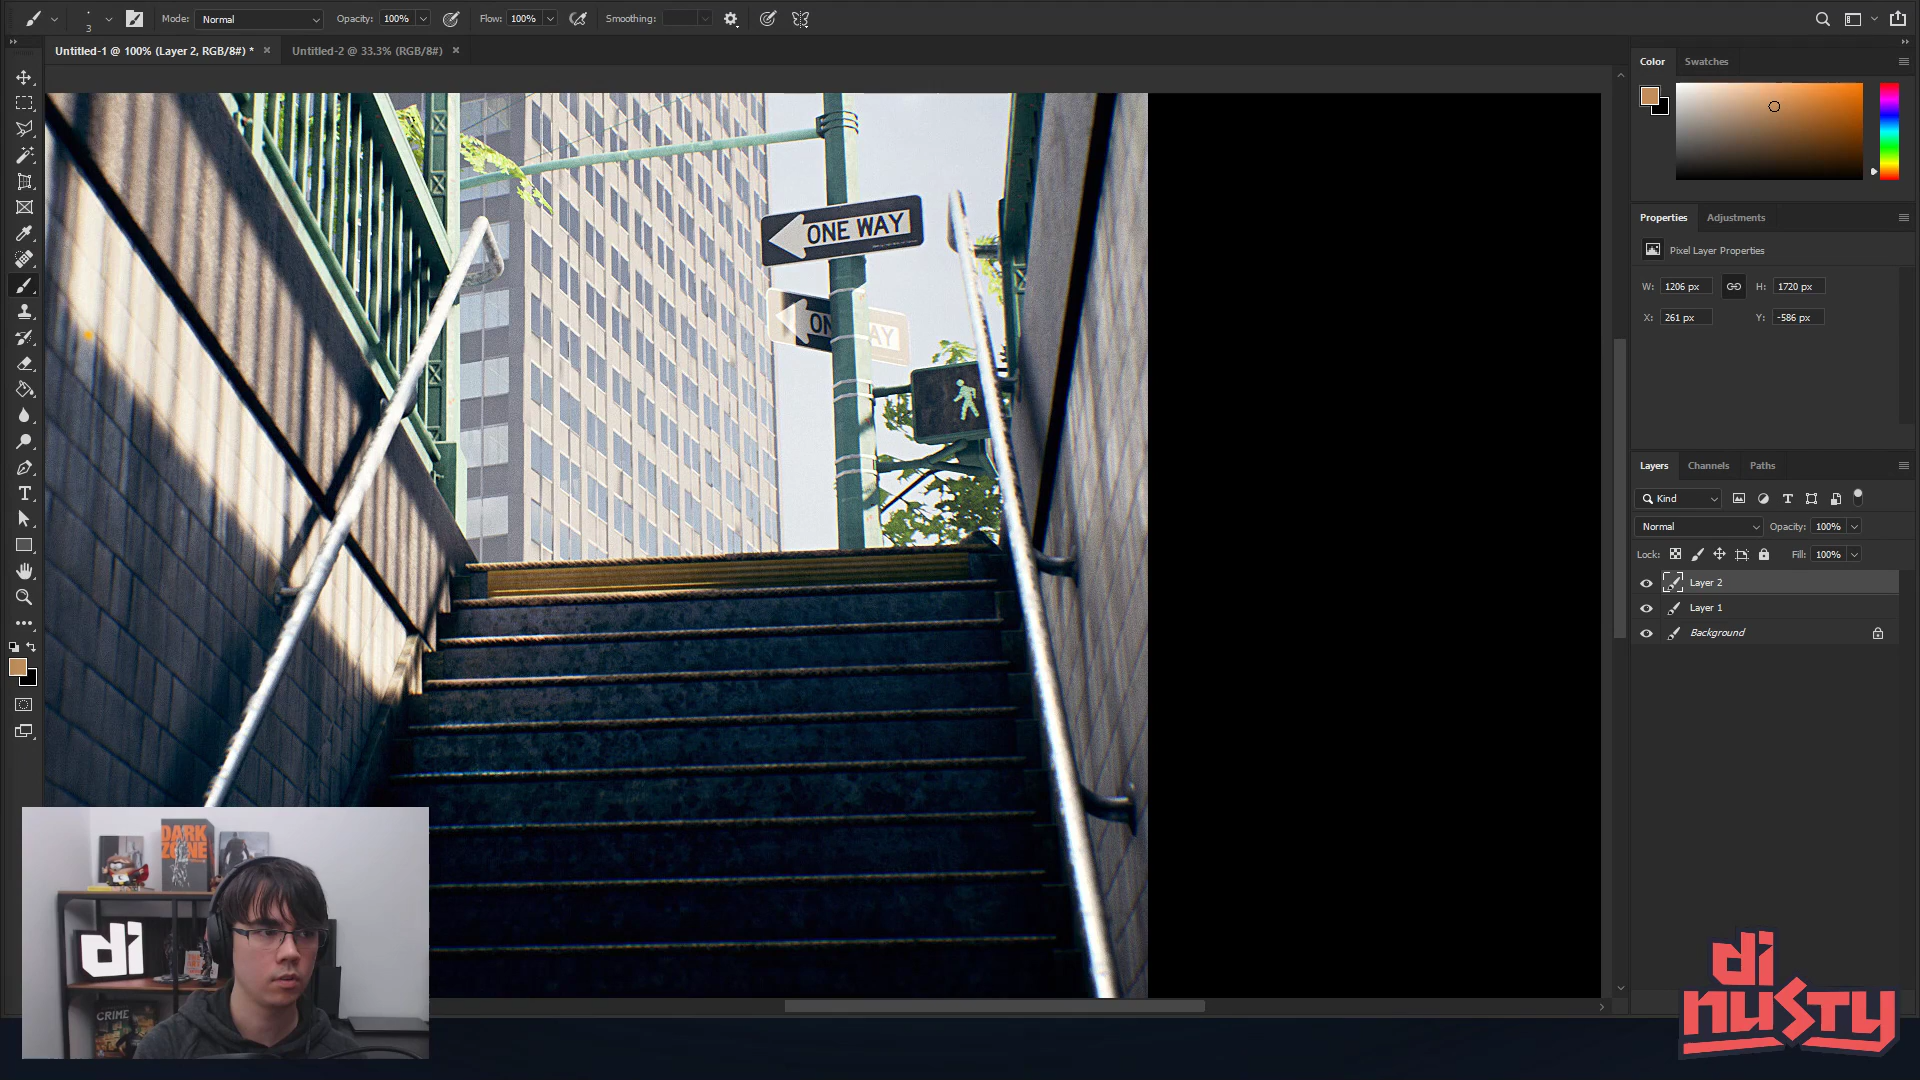 Mode: Normal Opacity: 100% Flow: 100% Smoothing:
3
Untitled-1 @ 100% (Layer 2, RGB/8#) * × Untitled-2 @ 33.3% (RGB/8#) ×
Color Swatches
Properties Adjustments
Pixel Layer Properties
W: 1206 px H: 1720 px
X: 261 px Y: -586 px
Layers Channels Paths
Kind
Normal Opacity: 100%
Lock: Fill: 100%
Layer 2
Layer 1
Background
ONE WAY
ON
AY
DARK
ZONE
di
CRIME
di
nusty